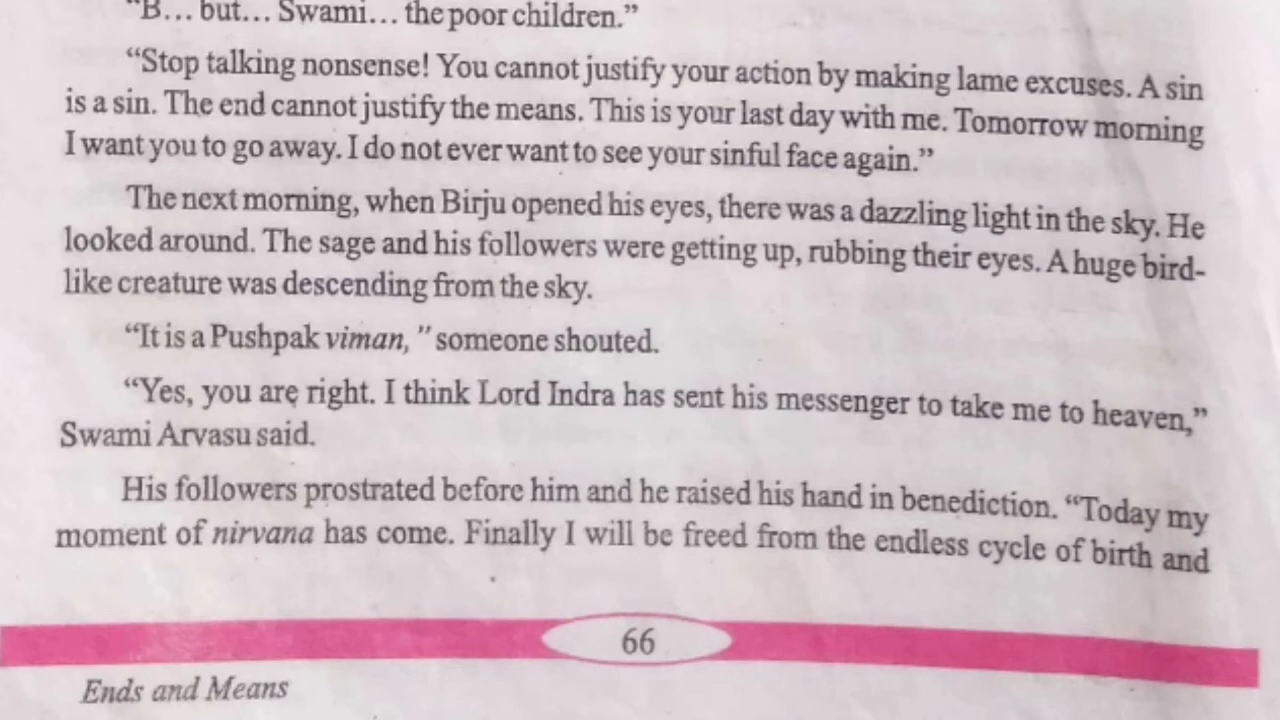 "B... but... Swami... the poor children."
"Stop talking nonsense! You cannot justify your action by making lame excuses. A sin
is a sin. The end cannot justify the means. This is your last day with me. Tomorrow morning
I want you to go away. I do not ever want to see your sinful face again."
The next morning, when Birju opened his eyes, there was a dazzling light in the sky. He
looked around. The sage and his followers were getting up, rubbing their eyes. A huge bird-
like creature was descending from the sky.
"It is a Pushpak viman, " someone shouted.
"Yes, you are right. I think Lord Indra has sent his messenger to take me to heaven,"
Swami Arvasu said.
His followers prostrated before him and he raised his hand in benediction. "Today my
moment of nirvana has come. Finally I will be freed from the endless cycle of birth and
66
Ends and Means